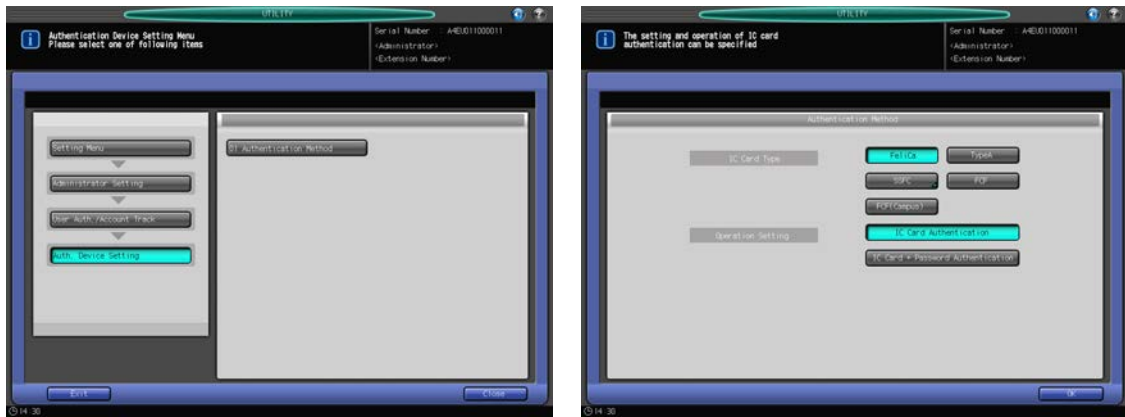 UTILITY
Authentication Device Setting Menu
Please select one of following items
Serial Number : A4EU011000011
<Administrator>
<Extension Number>
Setting Menu
Administrator Setting
User Auth./Account Track
Auth. Device Setting
01 Authentication Method
Exit
Close
14:30
UTILITY
The setting and operation of IC card
authentication can be specified
Serial Number : A4EU011000011
<Administrator>
<Extension Number>
Authentication Method
IC Card Type
FeliCa
TypeA
SSFC
FCF
FCF(Campus)
Operation Setting
IC Card Authentication
IC Card + Password Authentication
OK
14:30